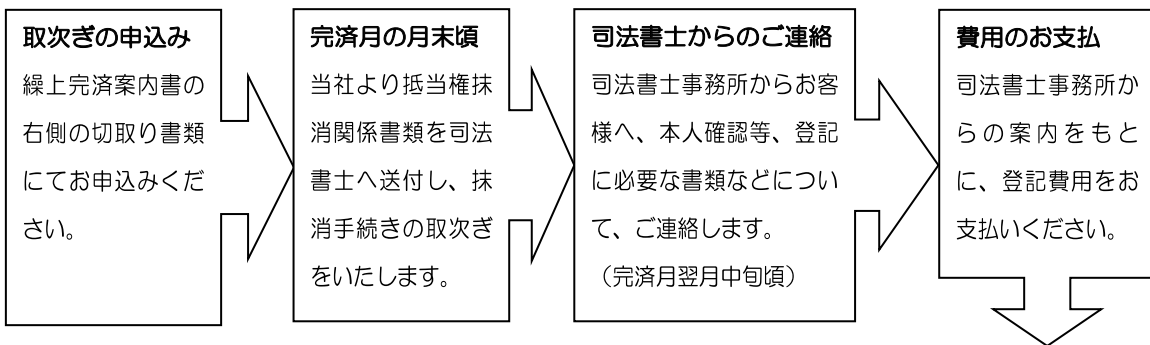 取次ぎの申込み
繰上完済案内書の
右側の切取り書類
にてお申込みくだ
さい。
完済月の月末頃
当社より抵当権抹
消関係書類を司法
書士へ送付し、抹
消手続きの取次ぎ
をいたします。
司法書士からのご連絡
司法書士事務所からお客
様へ、本人確認等、登記
に必要な書類などについ
て、ご連絡します。
（完済月翌月中旬頃）
費用のお支払
司法書士事務所か
らの案内をもと
に、登記費用をお
支払いください。